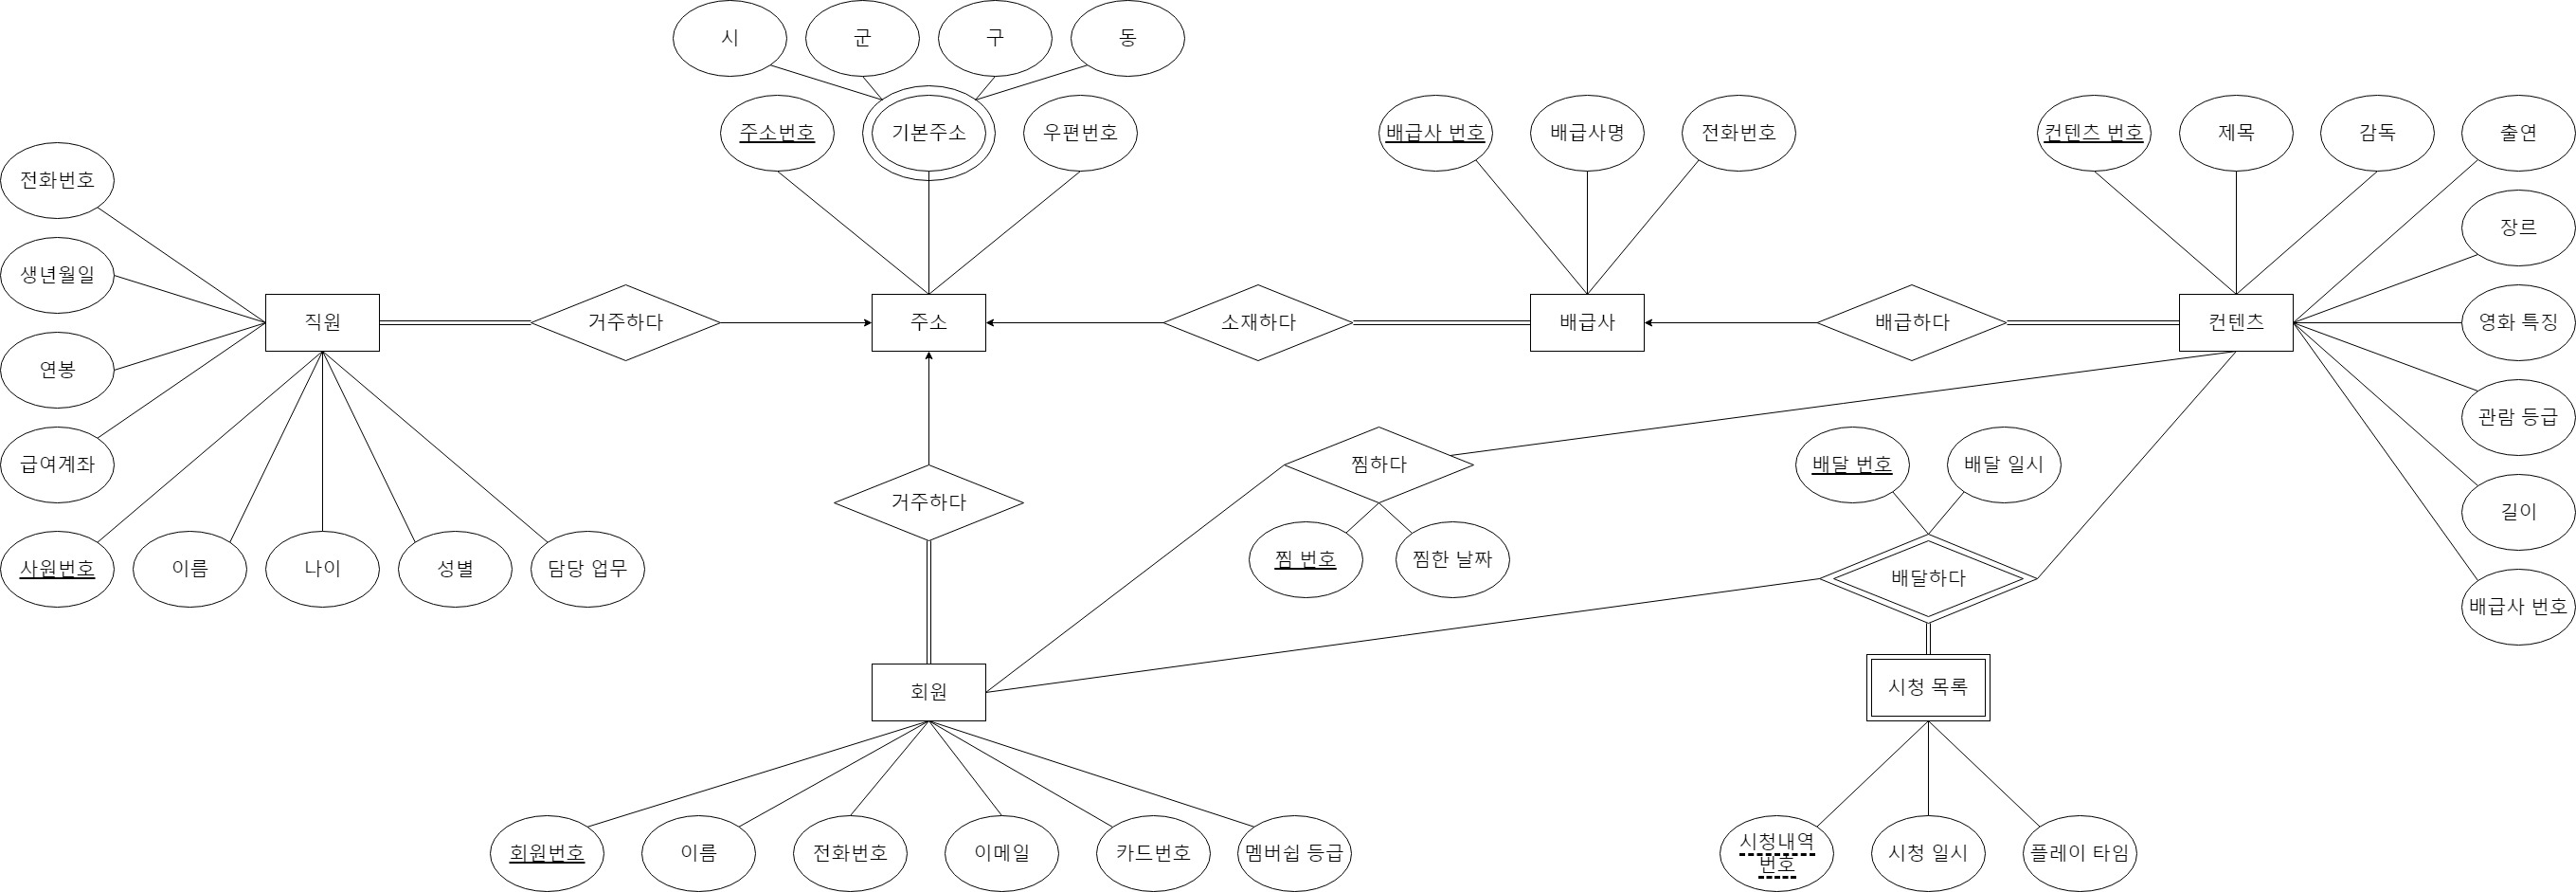 시
군
구
동
주소번호
기본주소
우편번호
배급사 번호
배급사명
전화번호
컨텐츠 번호
제목
감독
출연
전화번호
생년월일
연봉
급여계좌
직원
거주하다
주소
소재하다
배급사
배급하다
컨텐츠
장르
영화 특징
관람 등급
길이
배급사 번호
찜하다
찜 번호
찜한 날짜
배달 번호
배달 일시
배달하다
거주하다
사원번호
이름
나이
성별
담당 업무
회원
시청 목록
회원번호
이름
전화번호
이메일
카드번호
멤버쉽 등급
시청내역
번호
시청 일시
플레이 타임